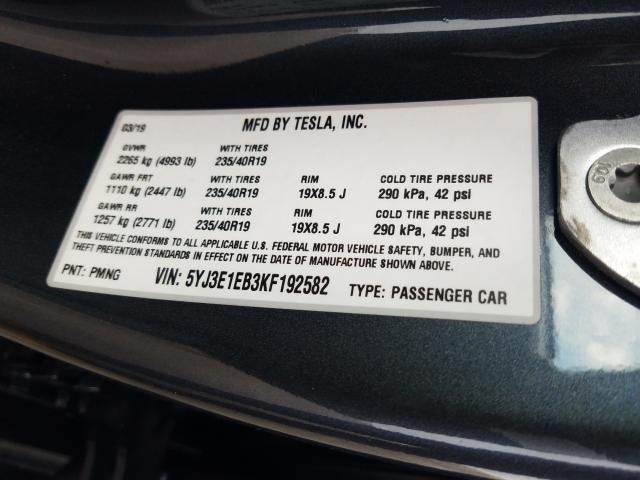 03/19 MFD BY TESLA, INC.
GVWR WITH TIRES
2265 kg (4993 lb) 235/40R19
GAWR FRT WITH TIRES RIM COLD TIRE PRESSURE
1110 kg (2447 lb) 235/40R19 19X8.5 J 290 kPa, 42 psi
GAWR RR WITH TIRES RIM COLD TIRE PRESSURE
1257 kg (2771 lb) 235/40R19 19X8.5 J 290 kPa, 42 psi
THIS VEHICLE CONFORMS TO ALL APPLICABLE U.S. FEDERAL MOTOR VEHICLE SAFETY, BUMPER, AND
THEFT PREVENTION STANDARDS IN EFFECT ON THE DATE OF MANUFACTURE SHOWN ABOVE.
PNT: PMNG VIN: 5YJ3E1EB3KF192582 TYPE: PASSENGER CAR
109